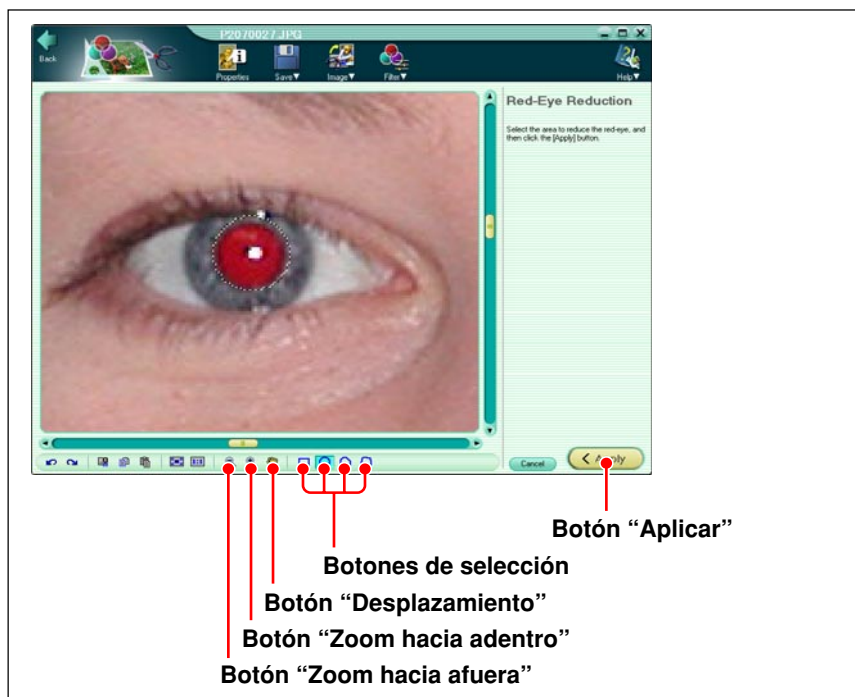 P2070027.JPG
Back
Properties
Save▼
Image▼
Filter▼
Help▼
Red-Eye Reduction
Select the area to reduce the red-eye, and
then click the [Apply] button.
Cancel
< Apply
Botón “Aplicar”
Botones de selección
Botón “Desplazamiento”
Botón “Zoom hacia adentro”
Botón “Zoom hacia afuera”